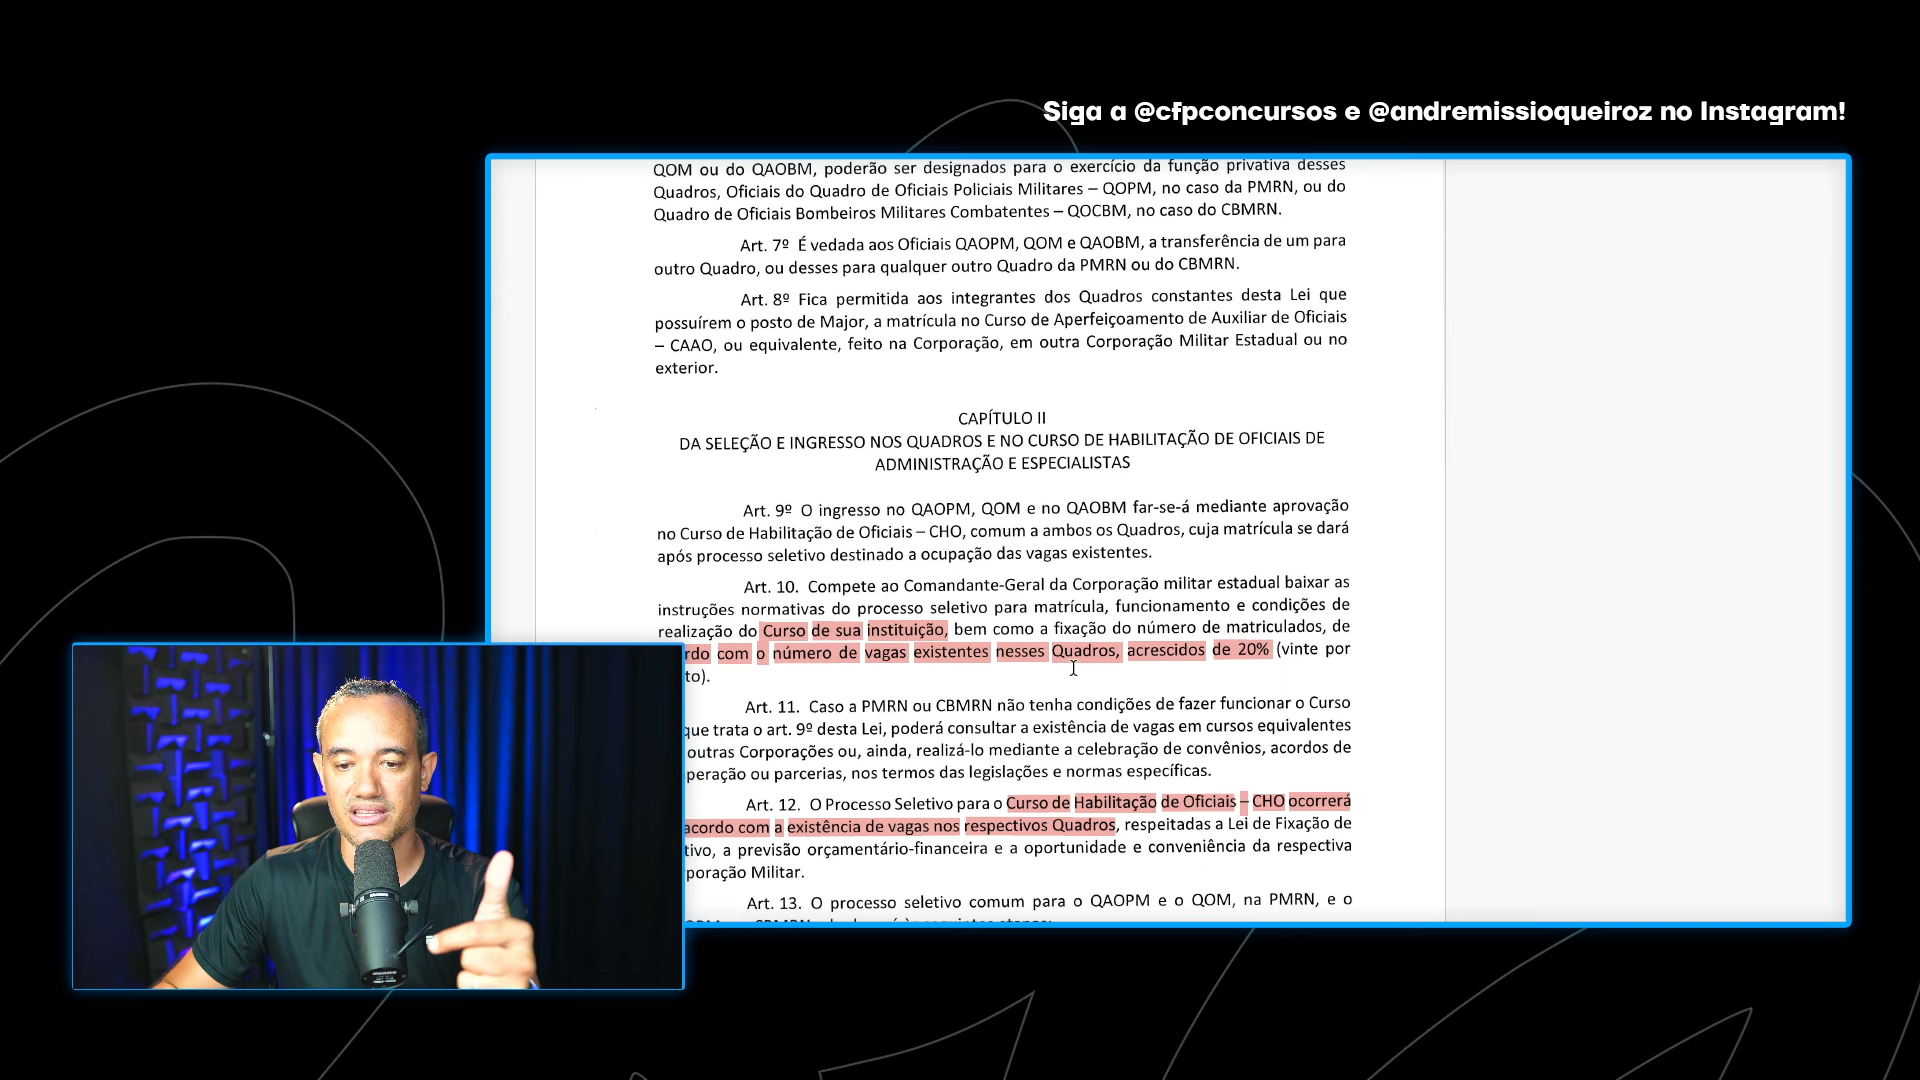 Siga a @cfpconcursos e @andremissioqueiroz no Instagram!
QOM ou do QAOBM, poderão ser designados para o exercício da função privativa desses
Quadros, Oficiais do Quadro de Oficiais Policiais Militares – QOPM, no caso da PMRN, ou do
Quadro de Oficiais Bombeiros Militares Combatentes – QOCBM, no caso do CBMRN.
Art. 7º É vedada aos Oficiais QAOPM, QOM e QAOBM, a transferência de um para
outro Quadro, ou desses para qualquer outro Quadro da PMRN ou do CBMRN.
Art. 8º Fica permitida aos integrantes dos Quadros constantes desta Lei que
possuírem o posto de Major, a matrícula no Curso de Aperfeiçoamento de Auxiliar de Oficiais
– CAAO, ou equivalente, feito na Corporação, em outra Corporação Militar Estadual ou no
exterior.
CAPÍTULO II
DA SELEÇÃO E INGRESSO NOS QUADROS E NO CURSO DE HABILITAÇÃO DE OFICIAIS DE
ADMINISTRAÇÃO E ESPECIALISTAS
Art. 9º O ingresso no QAOPM, QOM e no QAOBM far-se-á mediante aprovação
no Curso de Habilitação de Oficiais – CHO, comum a ambos os Quadros, cuja matrícula se dará
após processo seletivo destinado a ocupação das vagas existentes.
Art. 10. Compete ao Comandante-Geral da Corporação militar estadual baixar as
instruções normativas do processo seletivo para matrícula, funcionamento e condições de
realização do Curso de sua instituição, bem como a fixação do número de matriculados, de
rdo com o número de vagas existentes nesses Quadros, acrescidos de 20% (vinte por
to).
Art. 11. Caso a PMRN ou CBMRN não tenha condições de fazer funcionar o Curso
que trata o art. 9º desta Lei, poderá consultar a existência de vagas em cursos equivalentes
outras Corporações ou, ainda, realizá-lo mediante a celebração de convênios, acordos de
peração ou parcerias, nos termos das legislações e normas específicas.
Art. 12. O Processo Seletivo para o Curso de Habilitação de Oficiais – CHO ocorrerá
acordo com a existência de vagas nos respectivos Quadros, respeitadas a Lei de Fixação de
tivo, a previsão orçamentário-financeira e a oportunidade e conveniência da respectiva
poração Militar.
Art. 13. O processo seletivo comum para o QAOPM e o QOM, na PMRN, e o